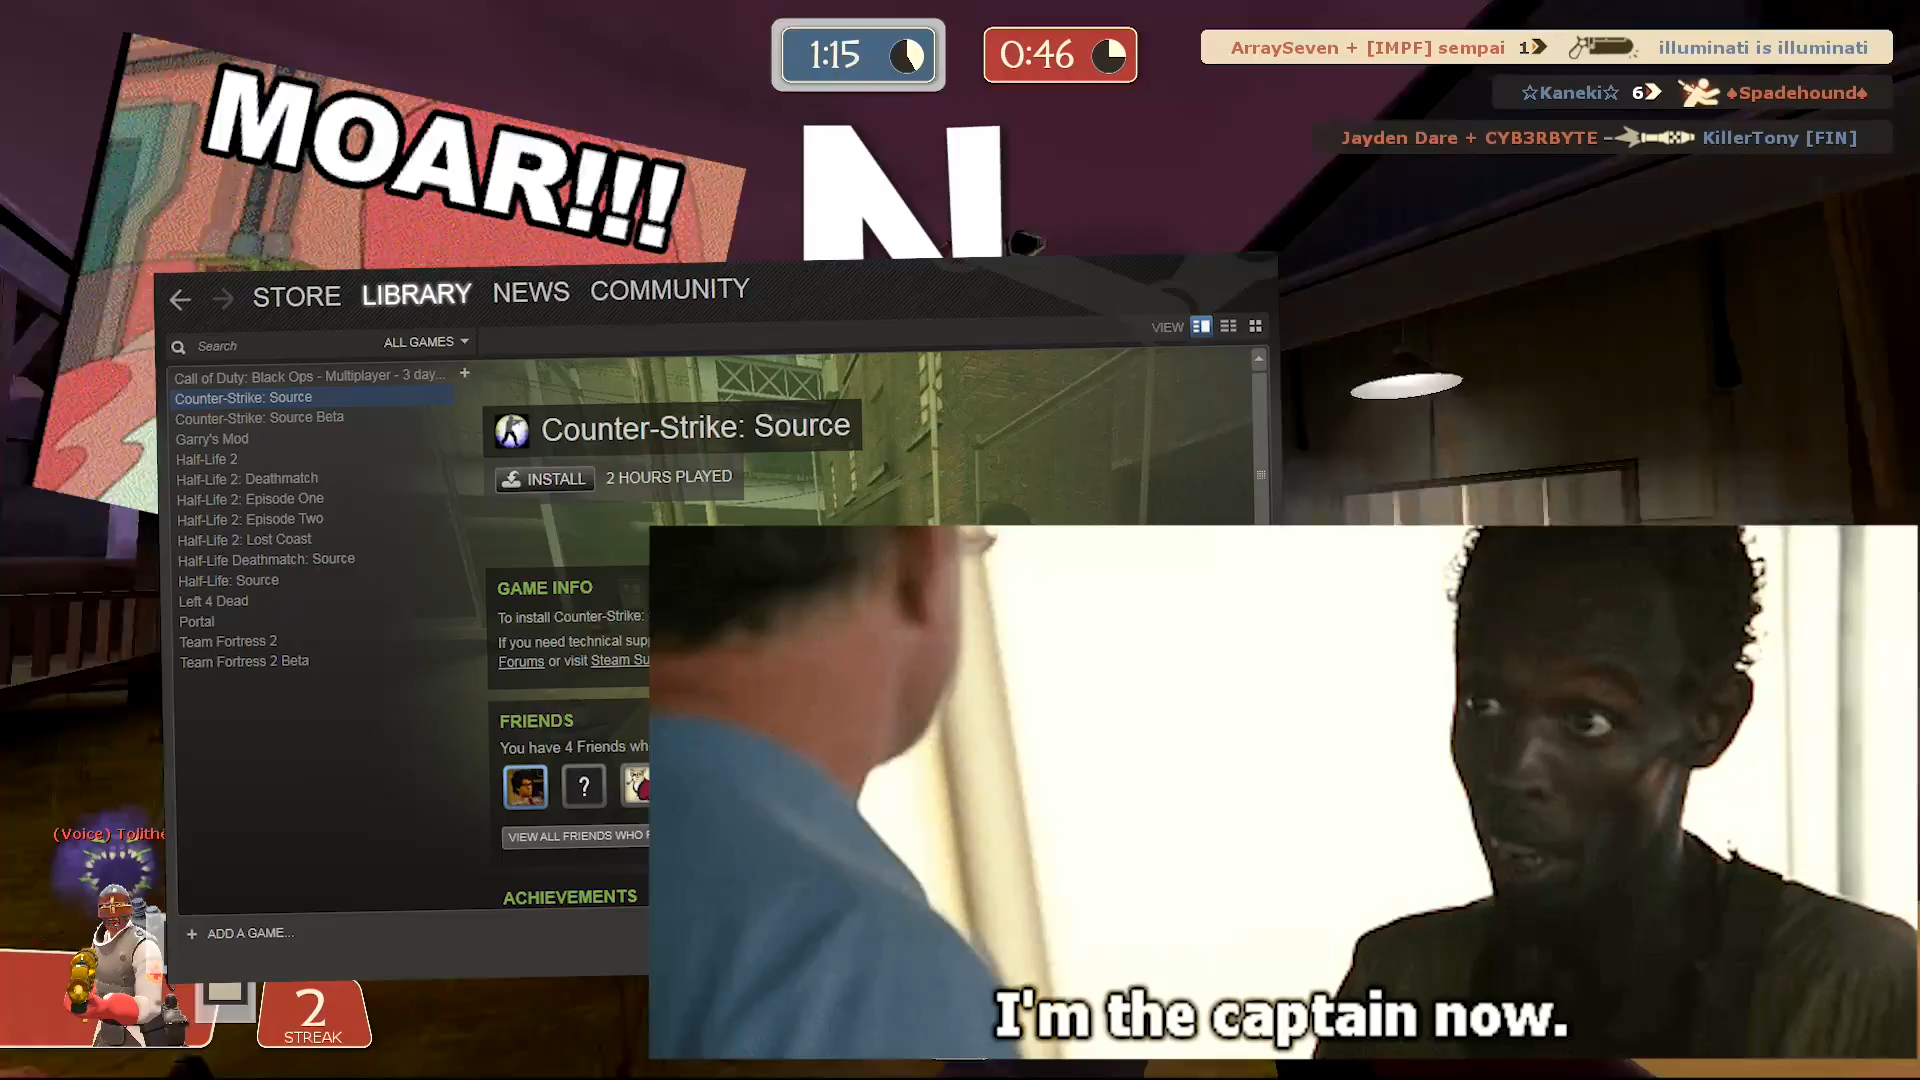 1:15
0:46
ArraySeven + [IMPF] sempai 1 illuminati is illuminati
☆Kaneki☆ 6 ♠Spadehound♠
Jayden Dare + CYB3RBYTE KillerTony [FIN]
MOAR!!!
N
STORE LIBRARY NEWS COMMUNITY
Search ALL GAMES
VIEW
Call of Duty: Black Ops - Multiplayer - 3 day... +
Counter-Strike: Source
Counter-Strike: Source Beta
Garry's Mod
Half-Life 2
Half-Life 2: Deathmatch
Half-Life 2: Episode One
Half-Life 2: Episode Two
Half-Life 2: Lost Coast
Half-Life Deathmatch: Source
Half-Life: Source
Left 4 Dead
Portal
Team Fortress 2
Team Fortress 2 Beta
+ ADD A GAME...
Counter-Strike: Source
INSTALL 2 HOURS PLAYED
GAME INFO
To install Counter-Strike:
If you need technical sup
Forums or visit Steam Su
FRIENDS
You have 4 Friends wh
?
VIEW ALL FRIENDS WHO
ACHIEVEMENTS
(Voice) Tolithe
2
STREAK
I'm the captain now.